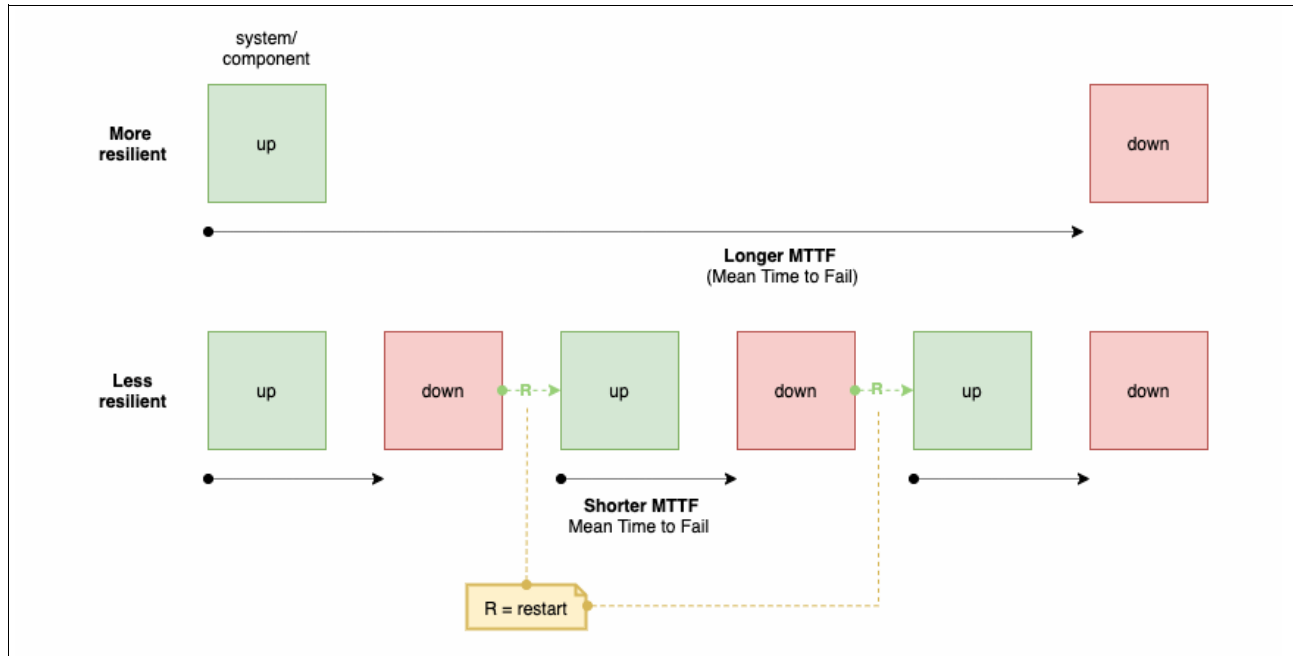 system/
component
More
resilient
up
down
Longer MTTF
(Mean Time to Fail)
Less
resilient
up
down
R
up
down
R
up
down
Shorter MTTF
Mean Time to Fail
R = restart